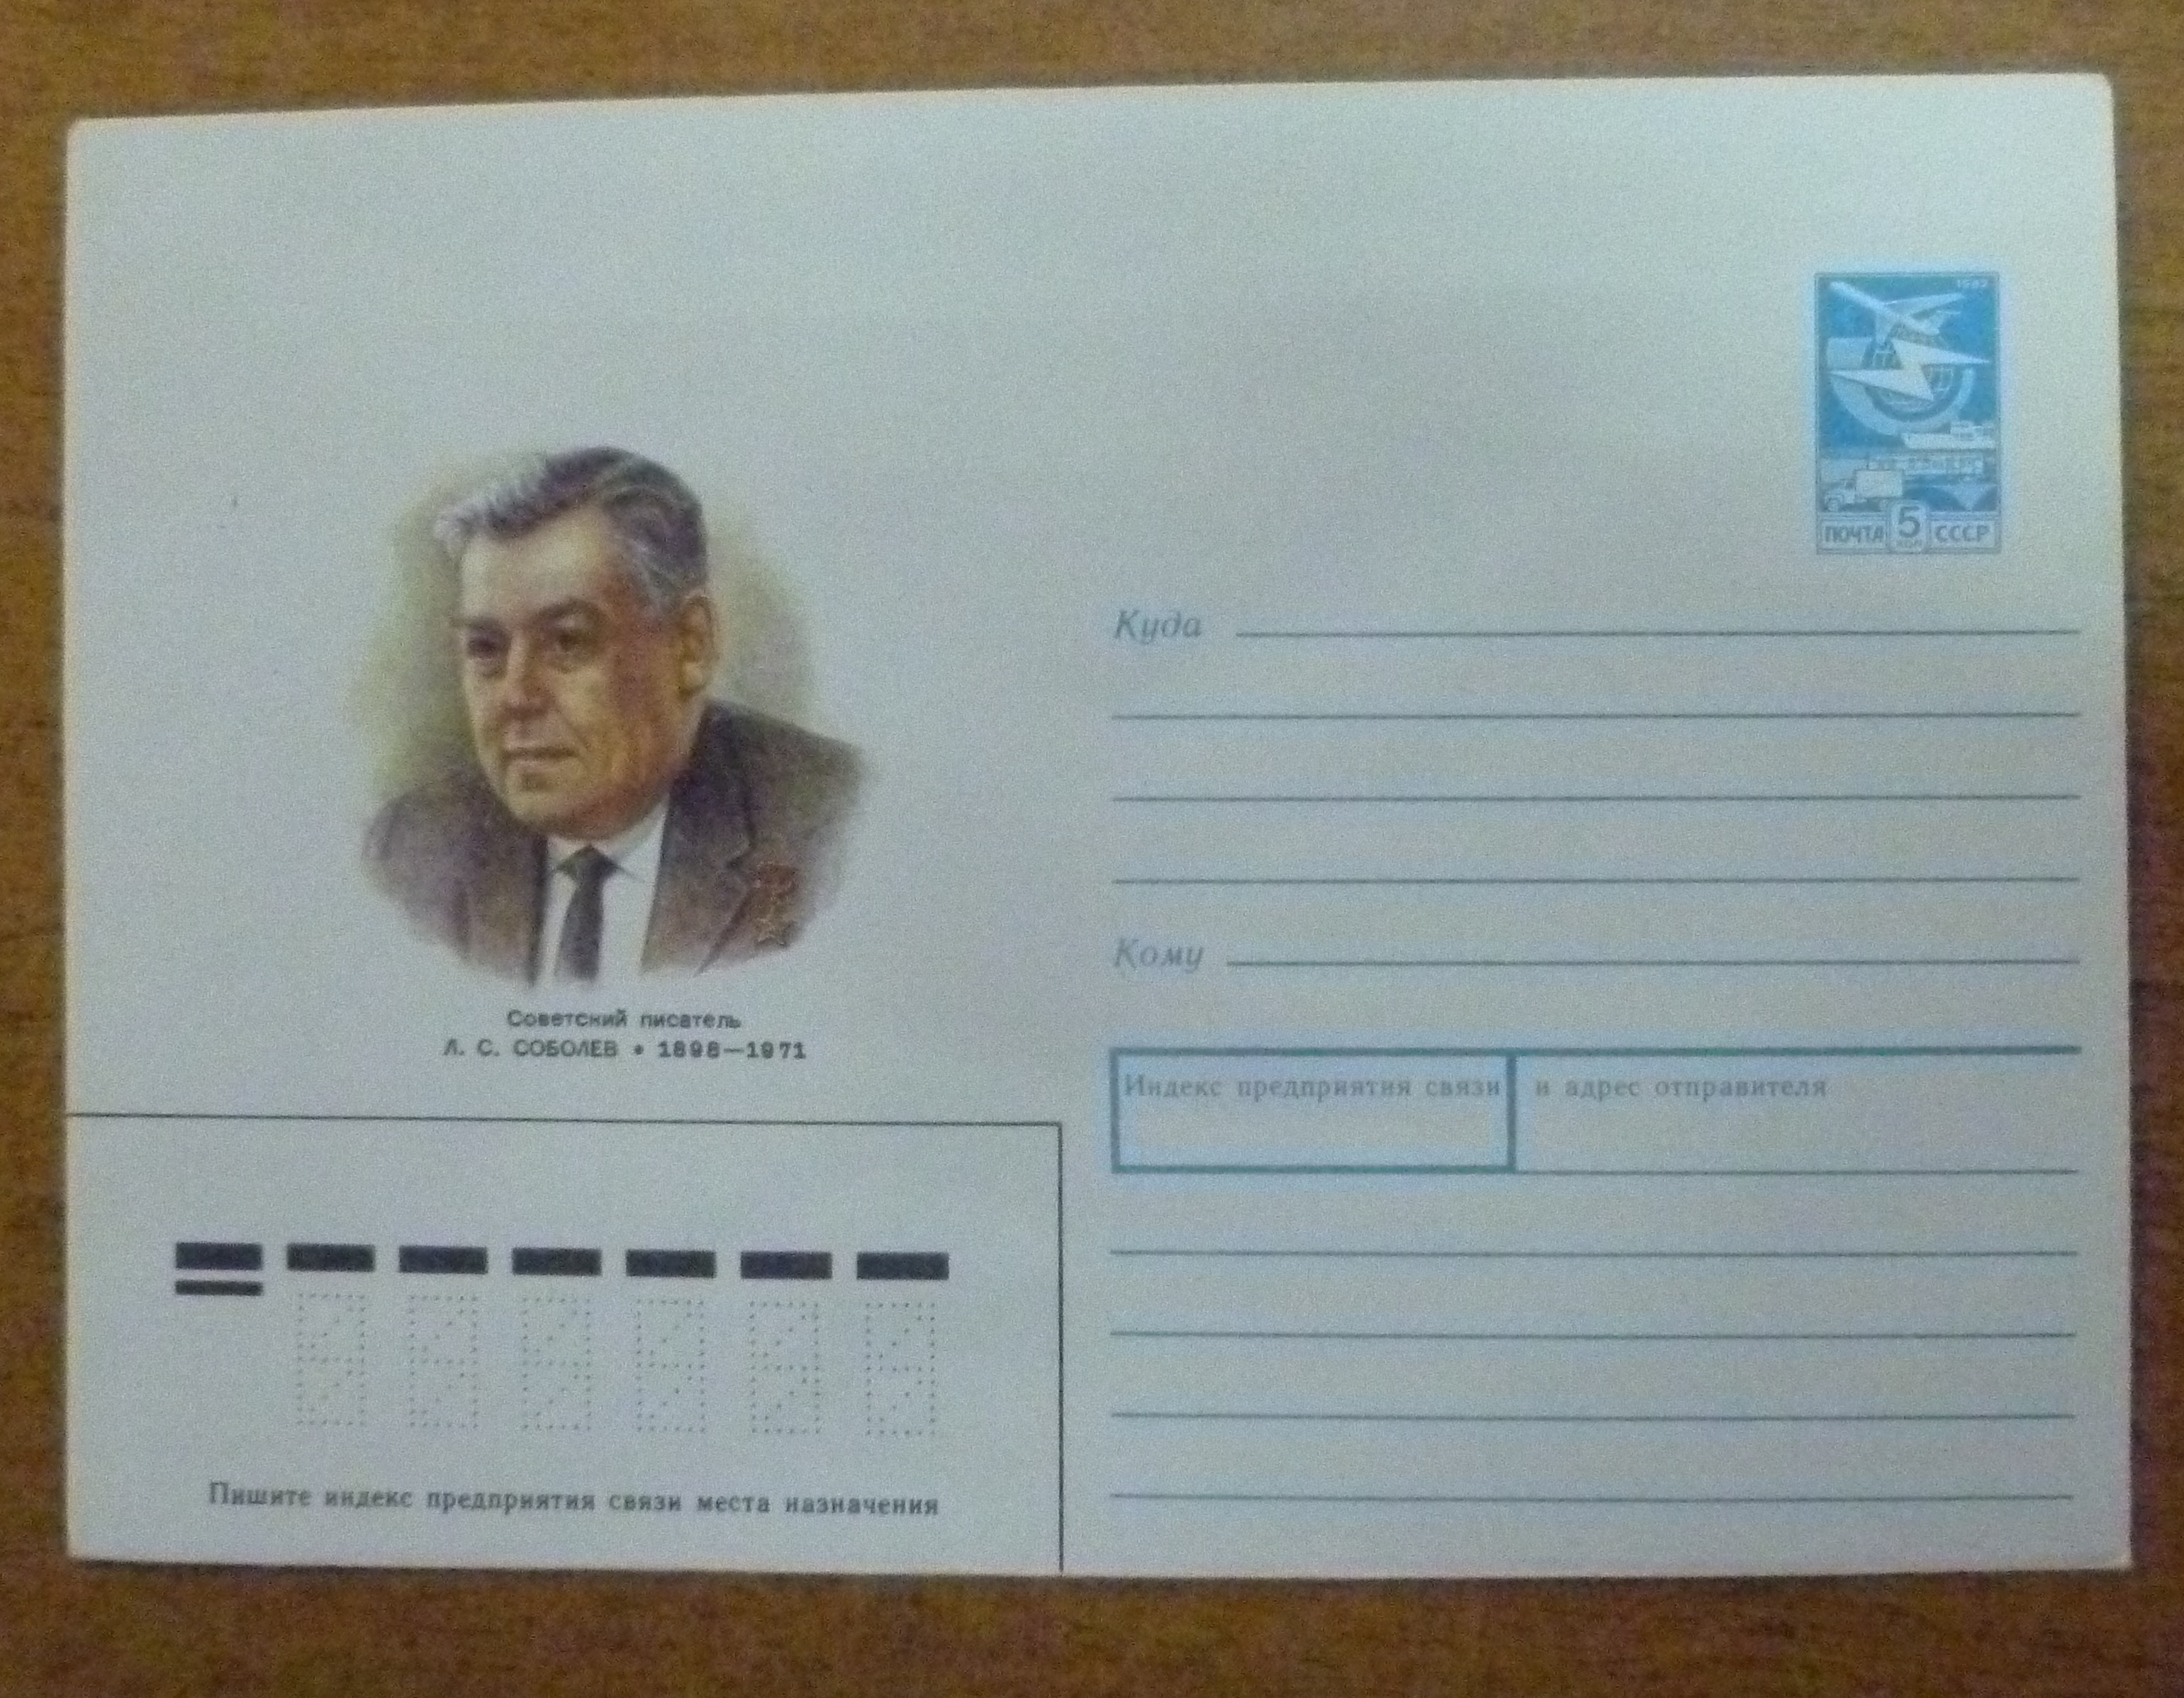 Советский писатель
Л. С. СОБОЛЕВ • 1898—1971
ПОЧТА 5 СССР
Куда
Кому
Индекс предприятия связи и адрес отправителя
Пишите индекс предприятия связи места назначения